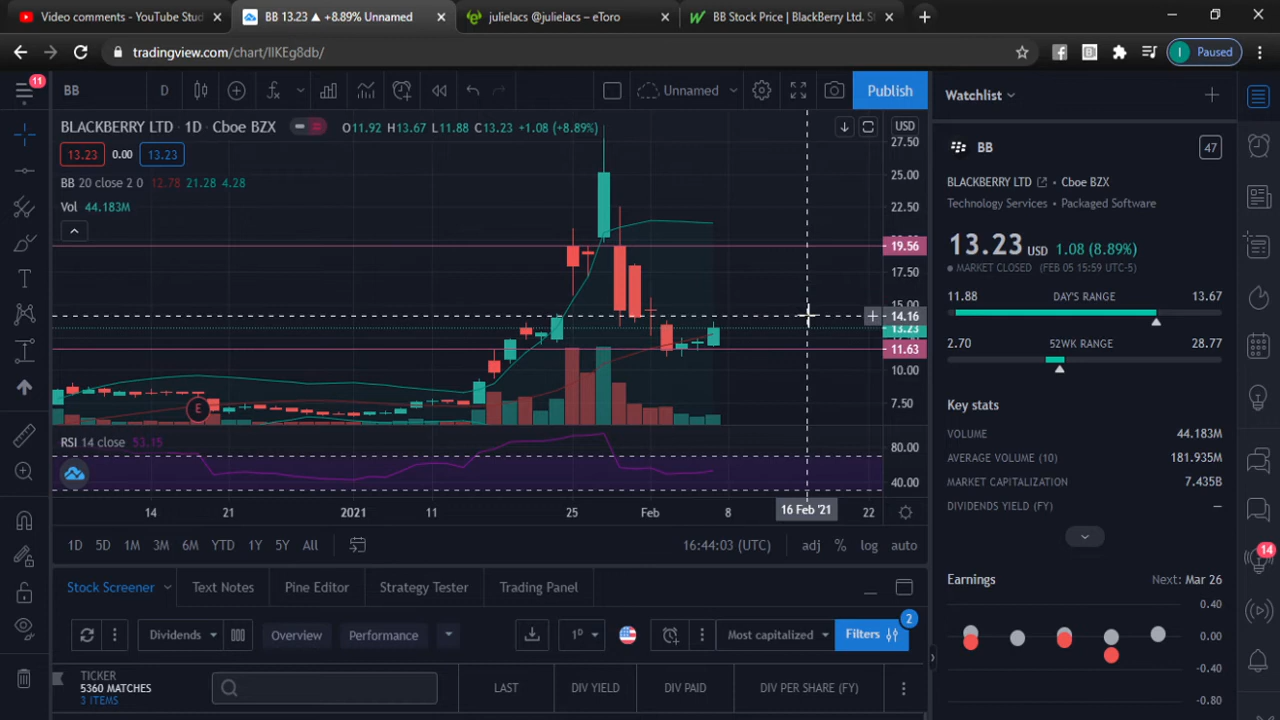 Video comments - YouTube Studio
BB 13.23 ▲ +8.89% Unnamed
julielacs @julielacs – eToro
BB Stock Price | BlackBerry Ltd. S
tradingview.com/chart/IIKEg8db/
Paused
11
BB
D
Unnamed
Publish
BLACKBERRY LTD · 1D · Cboe BZX
O11.92 H13.67 L11.88 C13.23 +1.08 (+8.89%)
USD
13.23 0.00 13.23
BB 20 close 2 0 12.78 21.28 4.28
Vol 44.183M
27.50
25.00
22.50
19.56
17.50
15.00
14.16
13.23
11.63
10.00
7.50
E
RSI 14 close 53.15
80.00
40.00
14 21 2021 11 25 Feb 8 16 Feb '21 22
1D 5D 1M 3M 6M YTD 1Y 5Y All
16:44:03 (UTC) adj % log auto
Stock Screener Text Notes Pine Editor Strategy Tester Trading Panel
Dividends Overview Performance
1D
Most capitalized
Filters
2
TICKER
5360 MATCHES
3 ITEMS
LAST DIV YIELD DIV PAID DIV PER SHARE (FY)
Watchlist
BB
47
BLACKBERRY LTD · Cboe BZX
Technology Services · Packaged Software
13.23 USD 1.08 (8.89%)
MARKET CLOSED (FEB 05 15:59 UTC-5)
11.88 DAY'S RANGE 13.67
2.70 52WK RANGE 28.77
Key stats
VOLUME 44.183M
AVERAGE VOLUME (10) 181.935M
MARKET CAPITALIZATION 7.435B
DIVIDENDS YIELD (FY) –
Earnings Next: Mar 26
0.40
0.00
-0.40
-0.80
14